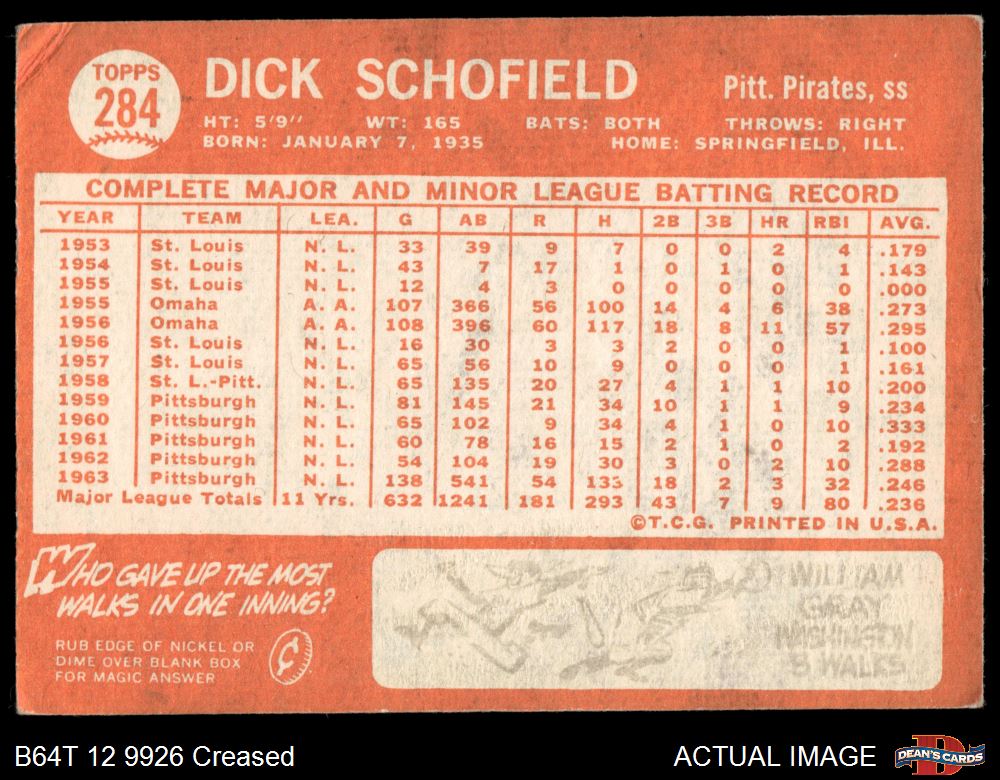 TOPPS
284
DICK SCHOFIELD
Pitt. Pirates, ss
HT: 5'9" WT: 165 BATS: BOTH THROWS: RIGHT
BORN: JANUARY 7, 1935 HOME: SPRINGFIELD, ILL.
COMPLETE MAJOR AND MINOR LEAGUE BATTING RECORD
YEAR TEAM LEA. G AB R H 2B 3B HR RBI AVG.
1953 St. Louis N. L. 33 39 9 7 0 0 2 4 .179
1954 St. Louis N. L. 43 7 17 1 0 1 0 1 .143
1955 St. Louis N. L. 12 4 3 0 0 0 0 0 .000
1955 Omaha A. A. 107 366 56 100 14 4 6 38 .273
1956 Omaha A. A. 108 396 60 117 18 8 11 57 .295
1956 St. Louis N. L. 16 30 3 3 2 0 0 1 .100
1957 St. Louis N. L. 65 56 10 9 0 0 0 1 .161
1958 St. L.-Pitt. N. L. 65 135 20 27 4 1 1 10 .200
1959 Pittsburgh N. L. 81 145 21 34 10 1 1 9 .234
1960 Pittsburgh N. L. 65 102 9 34 4 1 0 10 .333
1961 Pittsburgh N. L. 60 78 16 15 2 1 0 2 .192
1962 Pittsburgh N. L. 54 104 19 30 3 0 2 10 .288
1963 Pittsburgh N. L. 138 541 54 133 18 2 3 32 .246
Major League Totals 11 Yrs. 632 1241 181 293 43 7 9 80 .236
©T.C.G. PRINTED IN U.S.A.
WHO GAVE UP THE MOST
WALKS IN ONE INNING?
RUB EDGE OF NICKEL OR
DIME OVER BLANK BOX
FOR MAGIC ANSWER
¢
WILLIAM
GRAY
WASHINGTON
8 WALKS
B64T 12 9926 Creased
ACTUAL IMAGE
D
DEAN'S CARDS